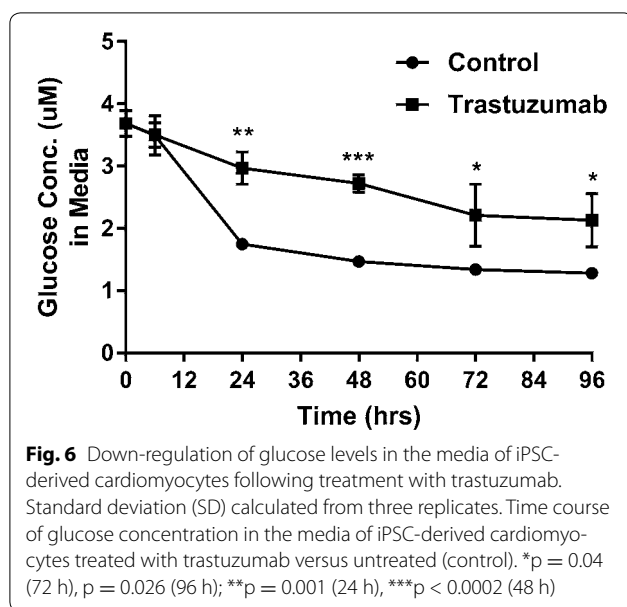 5
4
3
2
1
0
Glucose Conc. (uM)
in Media
Control
Trastuzumab
**
***
*
*
0 12 24 36 48 60 72 84 96
Time (hrs)
Fig. 6 Down-regulation of glucose levels in the media of iPSC-
derived cardiomyocytes following treatment with trastuzumab.
Standard deviation (SD) calculated from three replicates. Time course
of glucose concentration in the media of iPSC-derived cardiomyo-
cytes treated with trastuzumab versus untreated (control). *p = 0.04
(72 h), p = 0.026 (96 h); **p = 0.001 (24 h), ***p < 0.0002 (48 h)